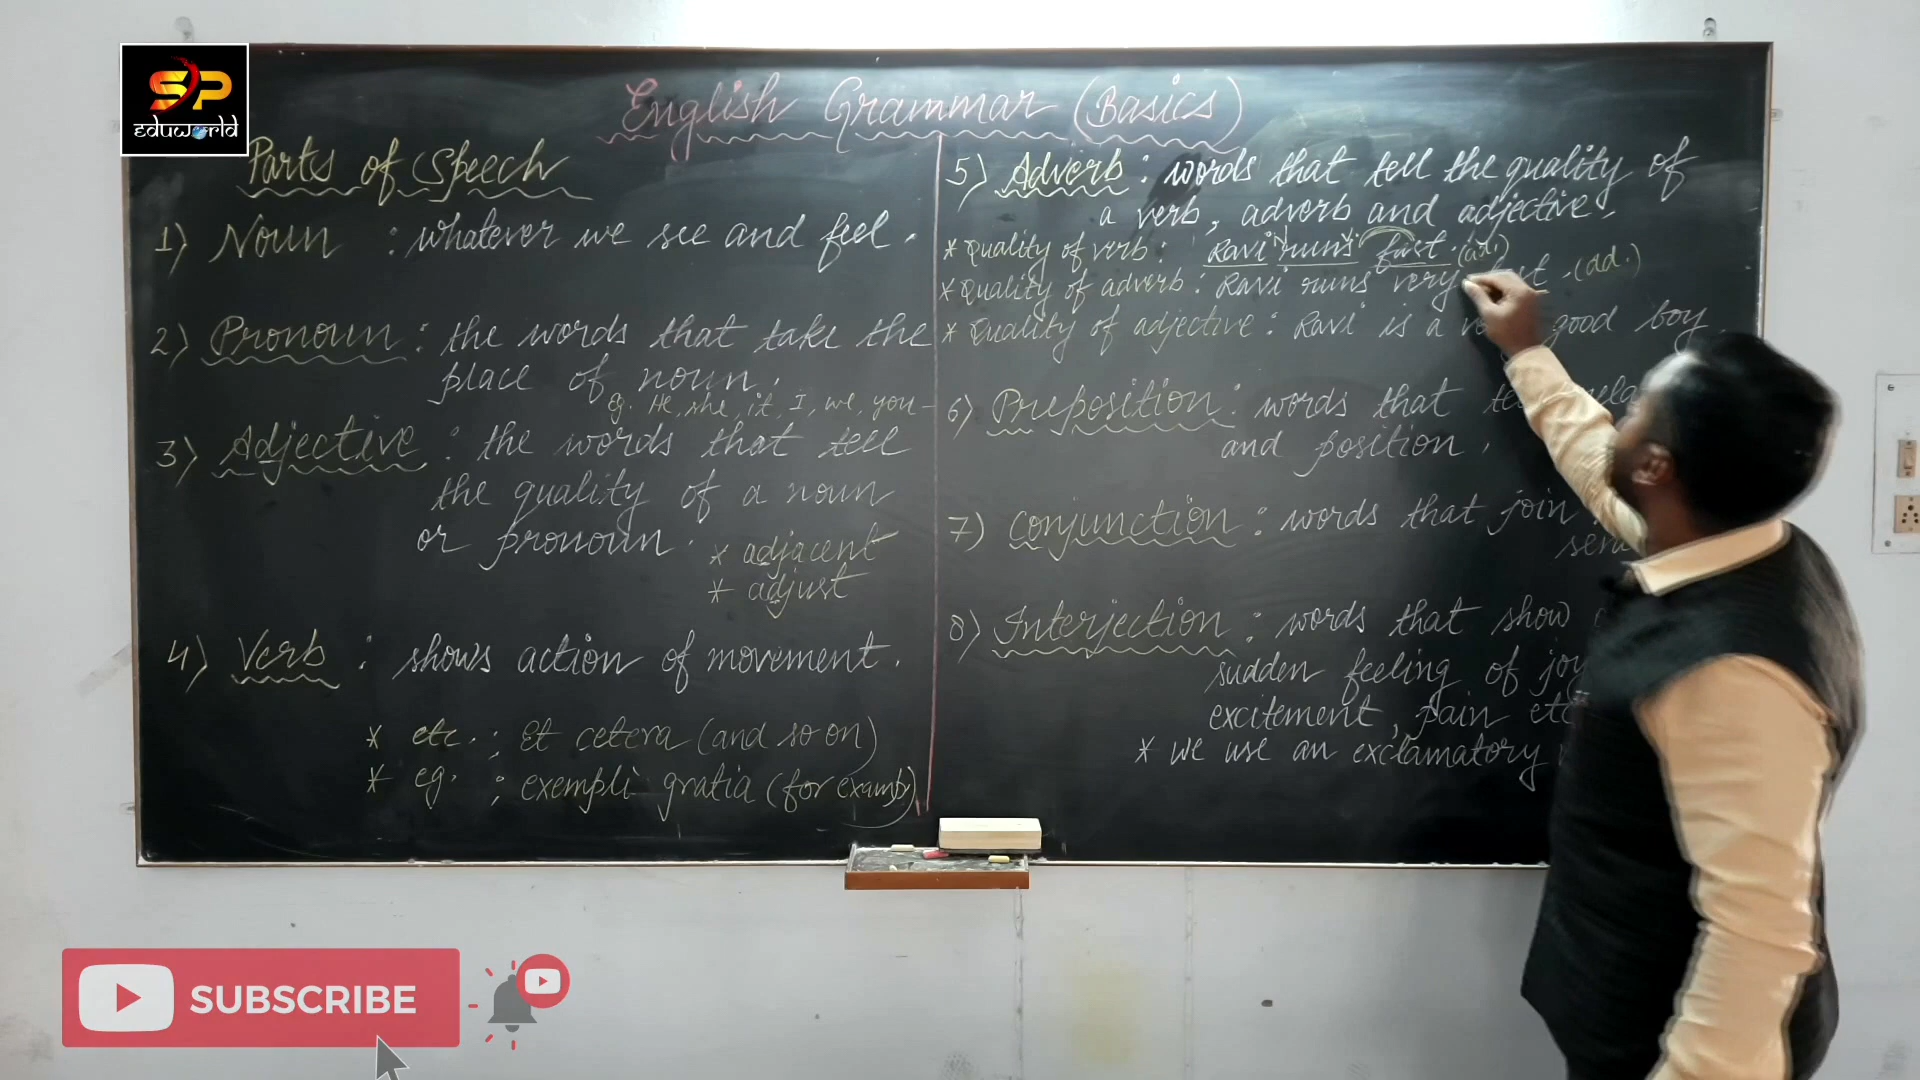 SP
eduworld
English Grammar (Basics)
Parts of Speech
1) Noun : whatever we see and feel.
2) Pronoun : the words that take the
place of noun.
Eg. He, she, it, I, we, you-
3) Adjective : the words that tell
the quality of a noun
or pronoun.
* adjacent
* adjust
4) Verb : shows action of movement.
* etc. : Et cetera (and so on)
* eg. : exempli gratia (for example)
5) Adverb : words that tell the quality of
a verb, adverb and adjective.
* Quality of verb : Ravi runs fast. (ad.)
* Quality of adverb : Ravi runs very (ad.)
* Quality of adjective : Ravi is a good boy.
6) Preposition : words that
and position.
7) Conjunction : words that join
8) Interjection : words that show
sudden feeling of joy
excitement, pain etc
* we use an exclamatory
SUBSCRIBE